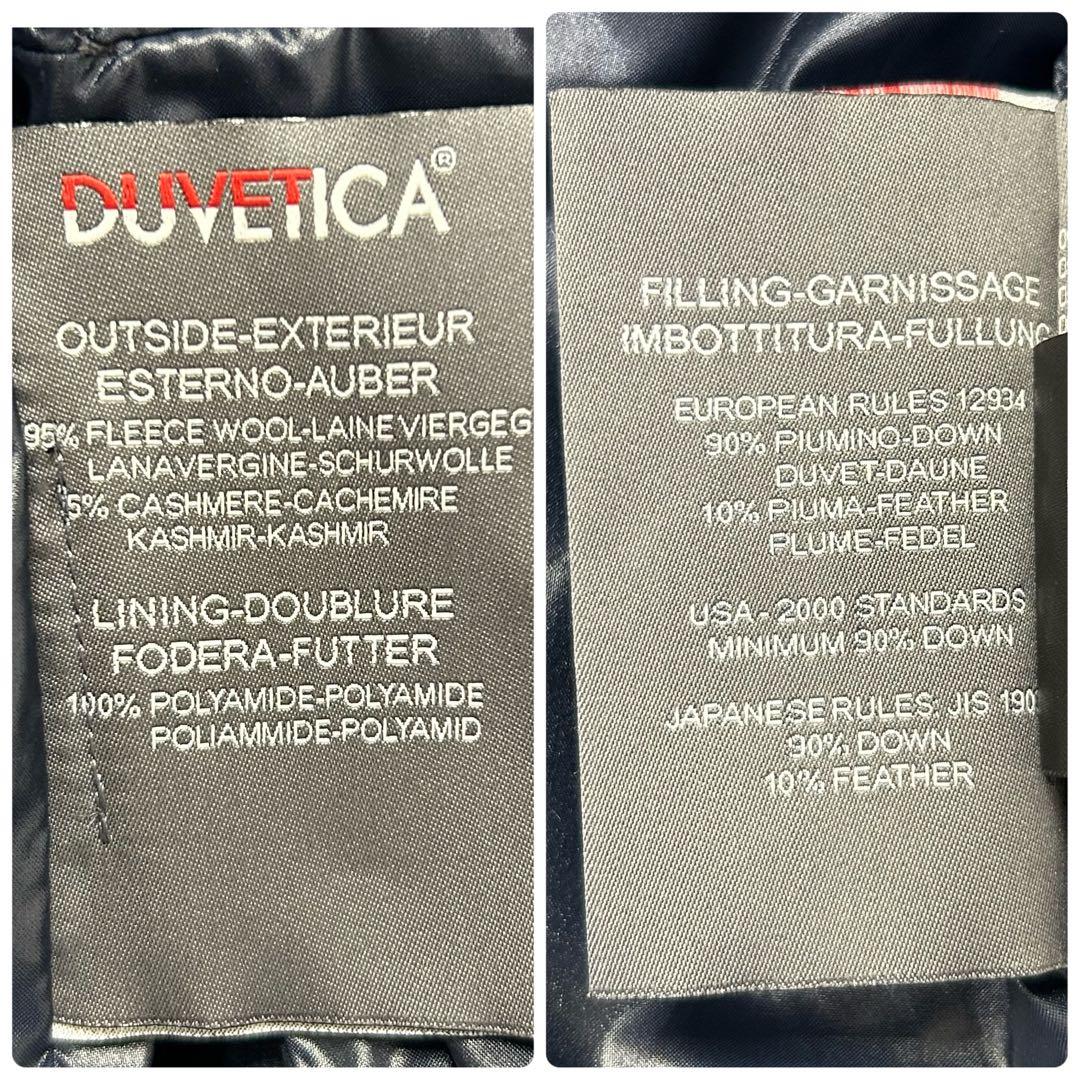 DUVETICA®
OUTSIDE-EXTERIEUR
ESTERNO-AUBER
95% FLEECE WOOL-LAINE VIERGEG
LANAVERGINE-SCHURWOLLE
5% CASHMERE-CACHEMIRE
KASHMIR-KASHMIR
LINING-DOUBLURE
FODERA-FUTTER
100% POLYAMIDE-POLYAMIDE
POLIAMMIDE-POLYAMID
FILLING-GARNISSAGE
IMBOTTITURA-FULLUNG
EUROPEAN RULES 12934
90% PIUMINO-DOWN
DUVET-DAUNE
10% PIUMA-FEATHER
PLUME-FEDEL
USA-2000 STANDARDS
MINIMUM 90% DOWN
JAPANESE RULES: JIS
90% DOWN
10% FEATHER